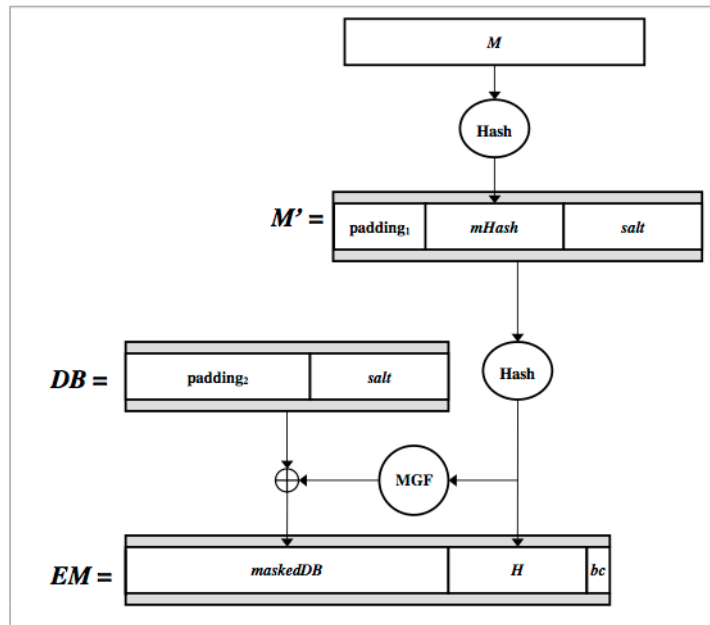 M
Hash
M’ =
padding₁ mHash salt
DB =
padding₂ salt
Hash
MGF
EM =
maskedDB H bc